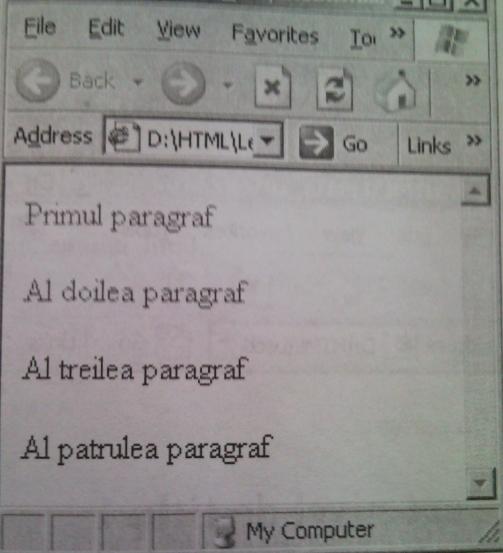 File Edit View Favorites Too »
Back »
Address D:\HTML\Le Go Links »
Primul paragraf
Al doilea paragraf
Al treilea paragraf
Al patrulea paragraf
My Computer